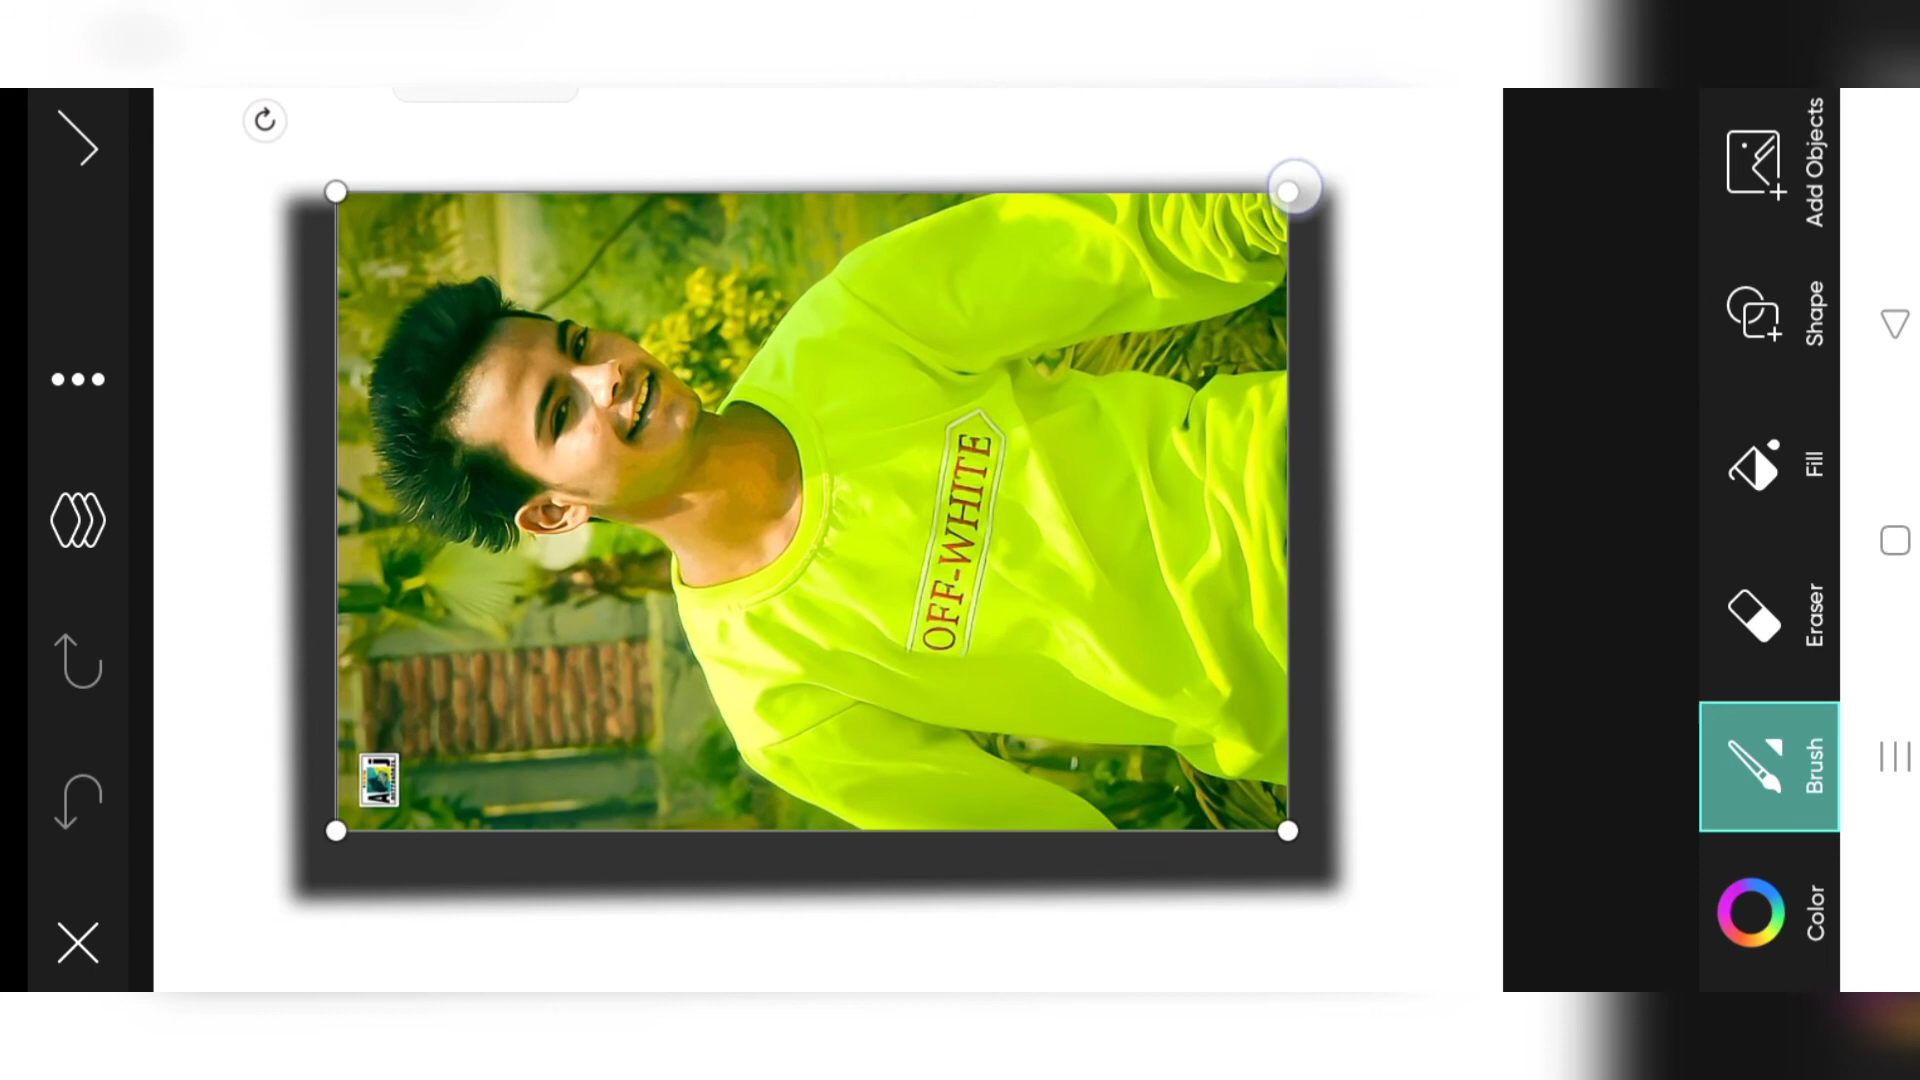 Add Objects
Shape
Fill
Eraser
Brush
Color
OFF-WHITE